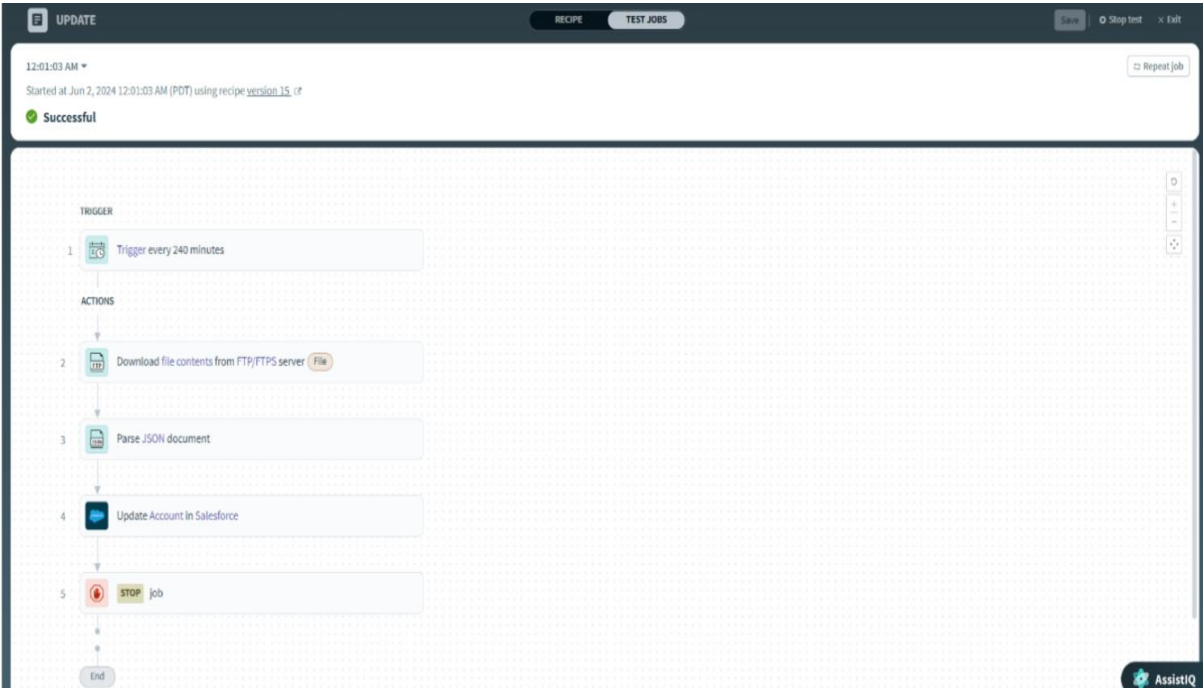 UPDATE
RECIPE
TEST JOBS
Save
Stop test
× Exit
12:01:03 AM
Repeat job
Started at Jun 2, 2024 12:01:03 AM (PDT) using recipe version 15
Successful
TRIGGER
1 Trigger every 240 minutes
ACTIONS
2 Download file contents from FTP/FTPS server File
3 Parse JSON document
4 Update Account in Salesforce
5 STOP job
End
AssistIQ